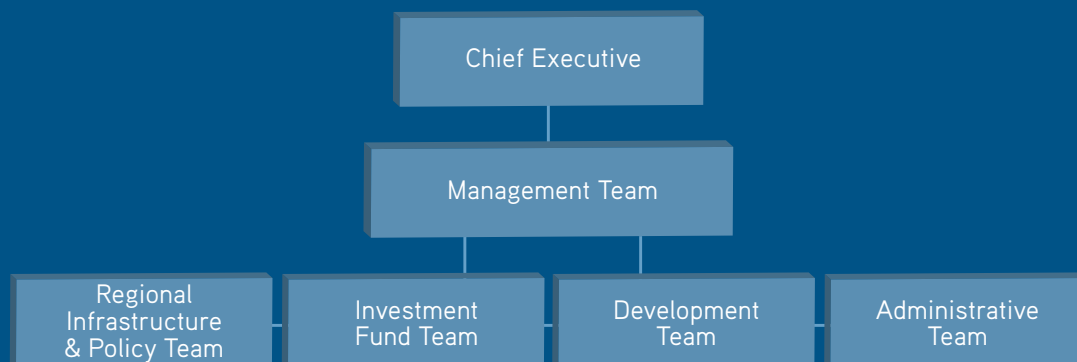 Chief Executive
Management Team
Regional
Infrastructure
& Policy Team
Investment
Fund Team
Development
Team
Administrative
Team